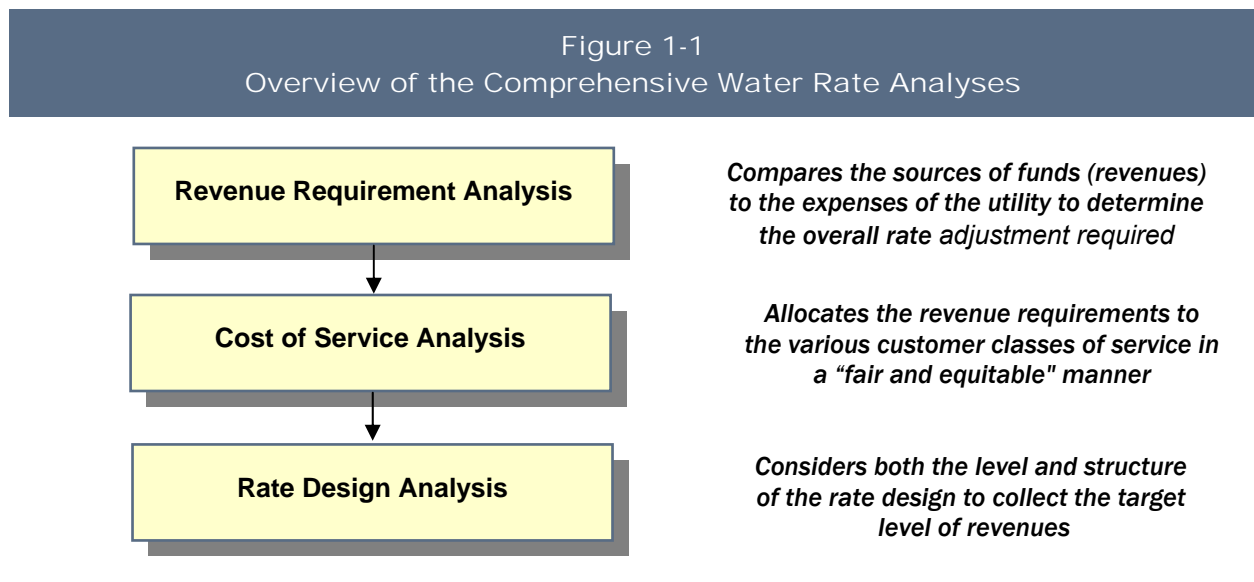 Figure 1-1
Overview of the Comprehensive Water Rate Analyses
Revenue Requirement Analysis
Compares the sources of funds (revenues)
to the expenses of the utility to determine
the overall rate adjustment required
Cost of Service Analysis
Allocates the revenue requirements to
the various customer classes of service in
a “fair and equitable" manner
Rate Design Analysis
Considers both the level and structure
of the rate design to collect the target
level of revenues